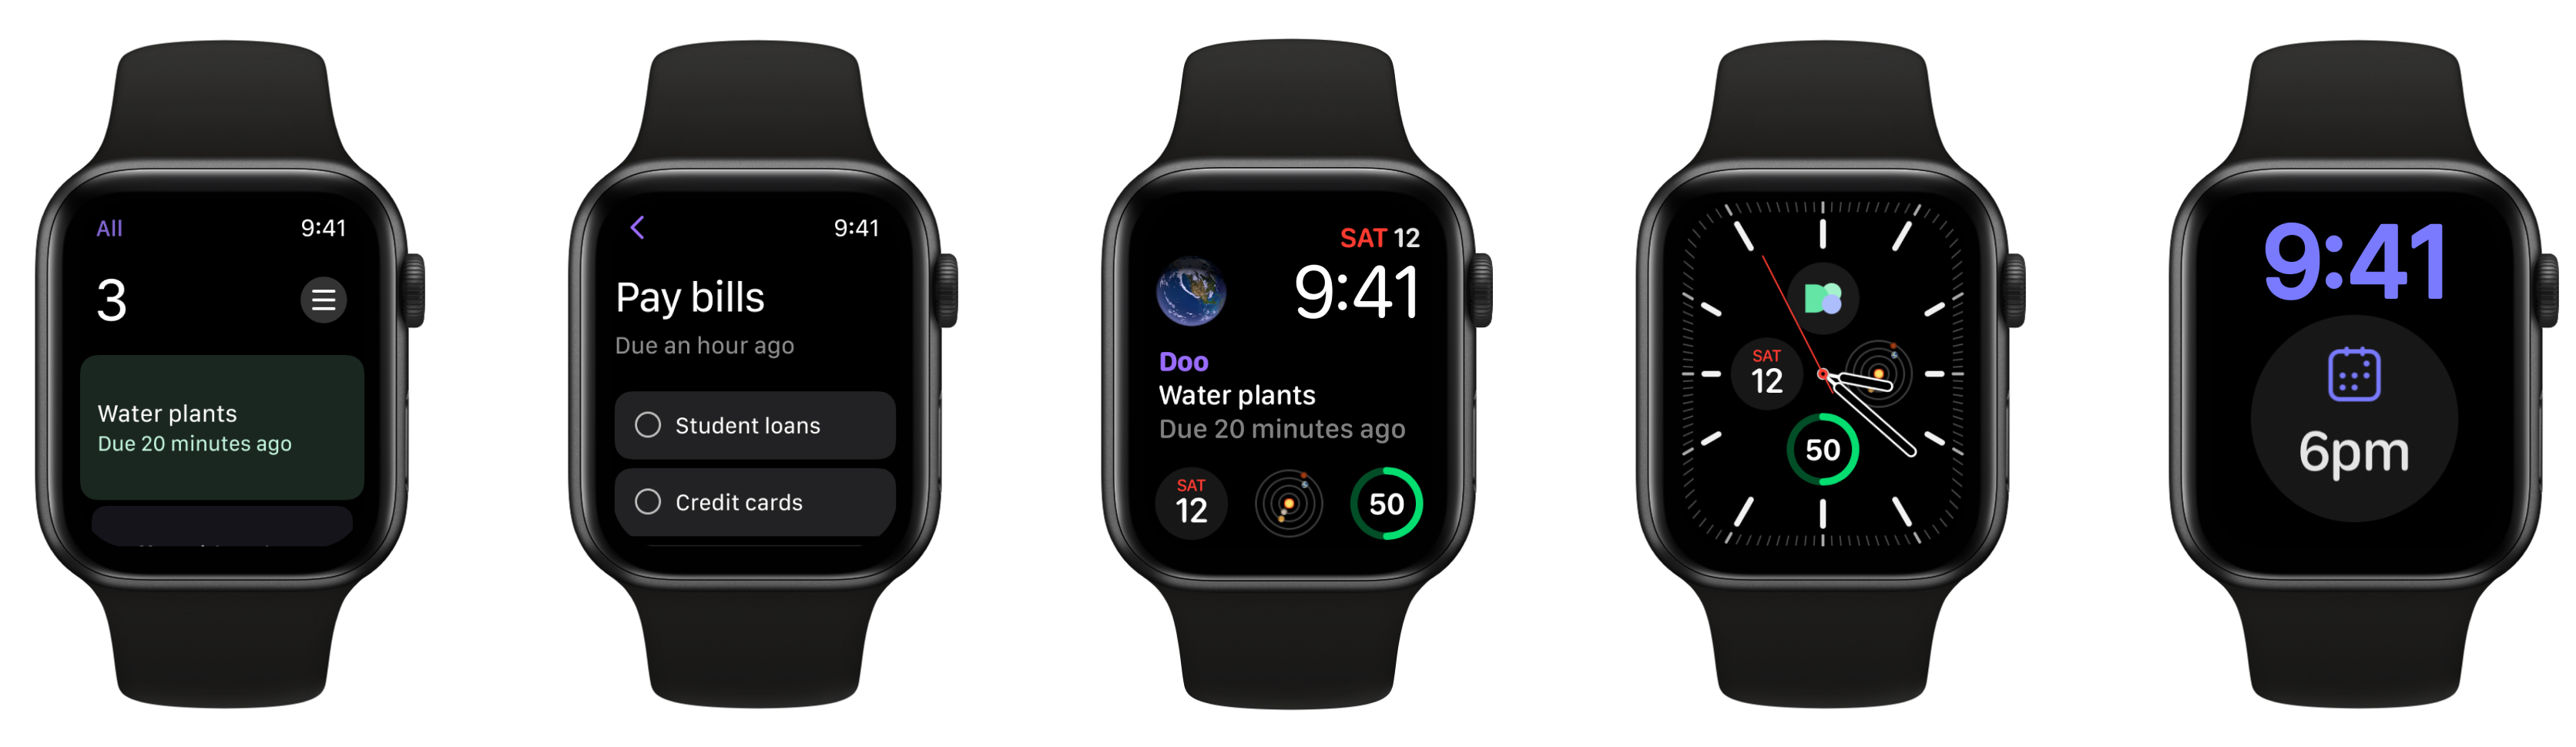 All 9:41
3
Water plants
Due 20 minutes ago
9:41
Pay bills
Due an hour ago
Student loans
Credit cards
SAT 12
9:41
Doo
Water plants
Due 20 minutes ago
SAT
12
50
SAT
12
50
9:41
6pm